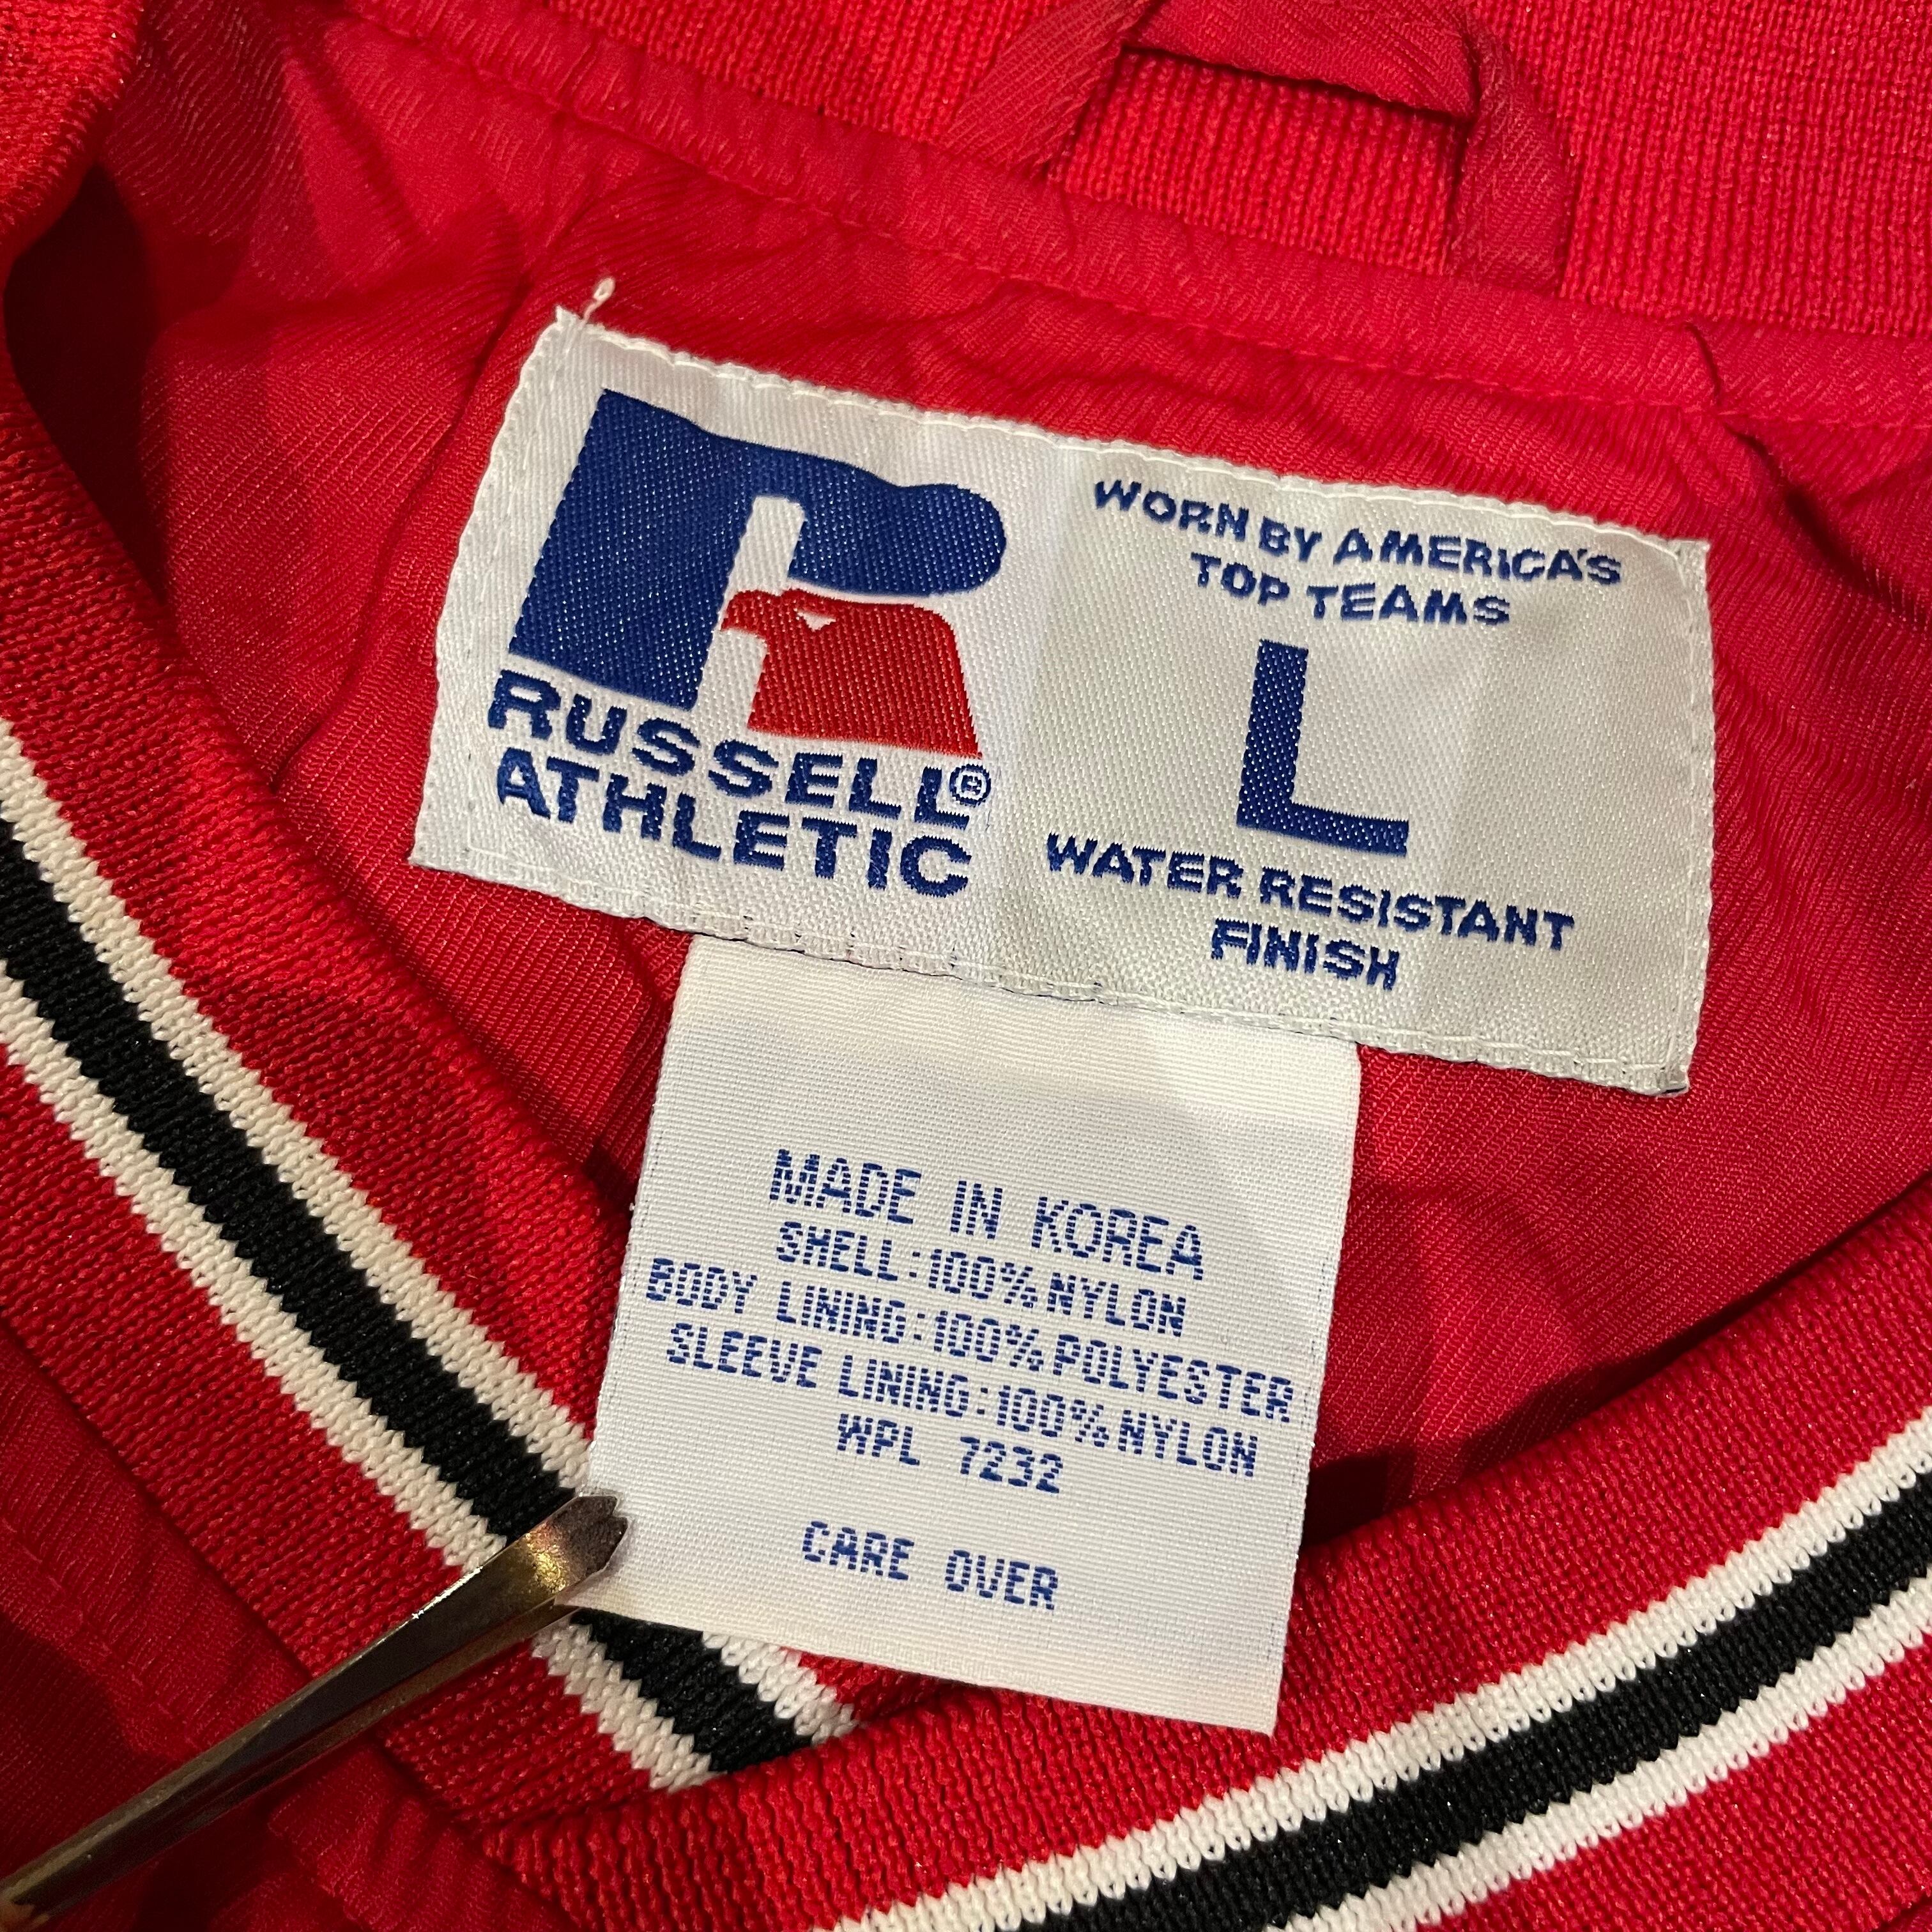 RUSSELL®
ATHLETIC
WORN BY AMERICA'S
TOP TEAMS
L
WATER RESISTANT
FINISH
MADE IN KOREA
SHELL:100%NYLON
BODY LINING:100%POLYESTER
SLEEVE LINING:100%NYLON
WPL 7232
CARE OVER